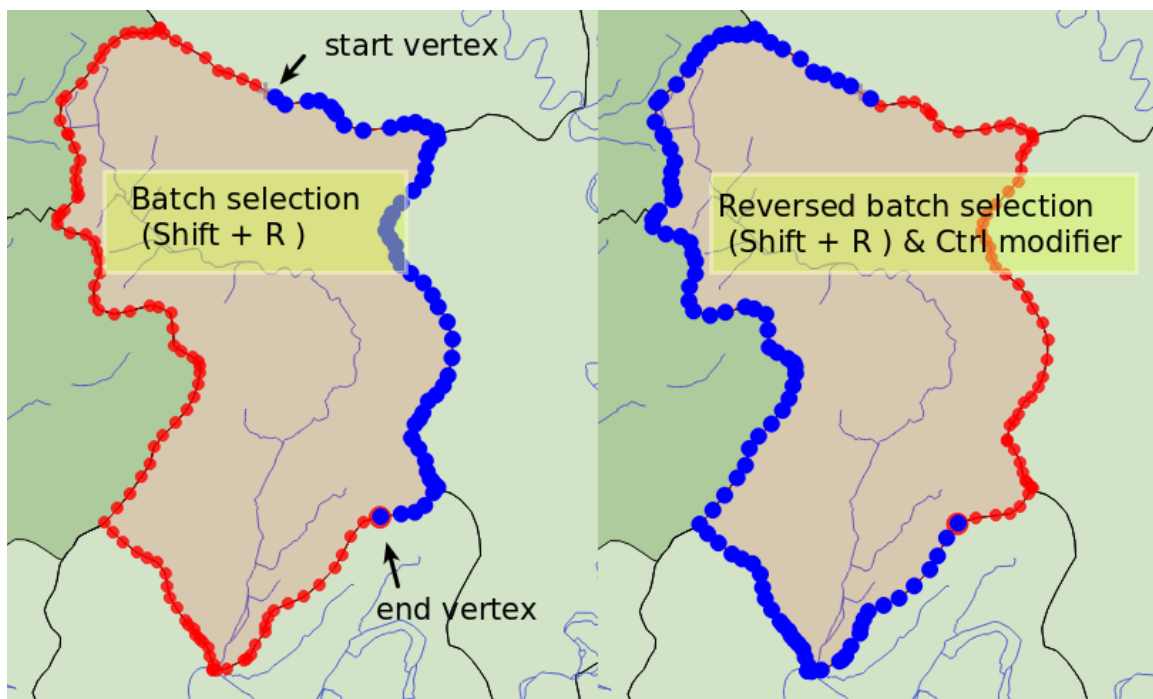 start vertex
Batch selection
(Shift + R )
end vertex
Reversed batch selection
(Shift + R ) & Ctrl modifier